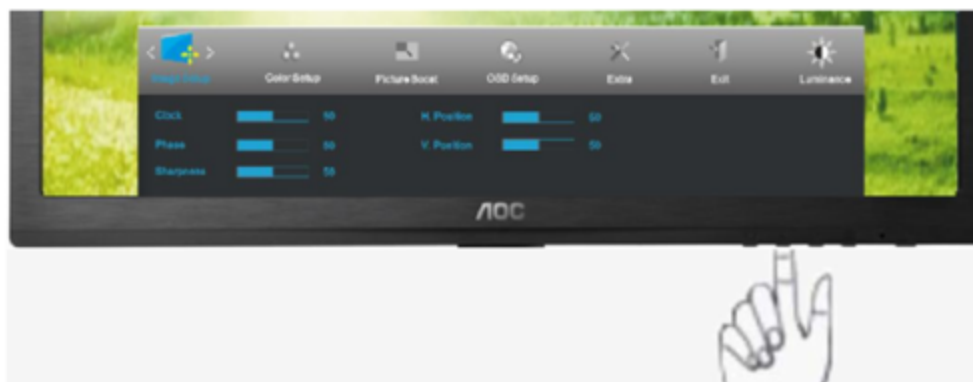 Image Setup
Color Setup
Picture Boost
OSD Setup
Extra
Exit
Luminance
Clock 50
H. Position 50
Phase 50
V. Position 50
Sharpness 50
AOC